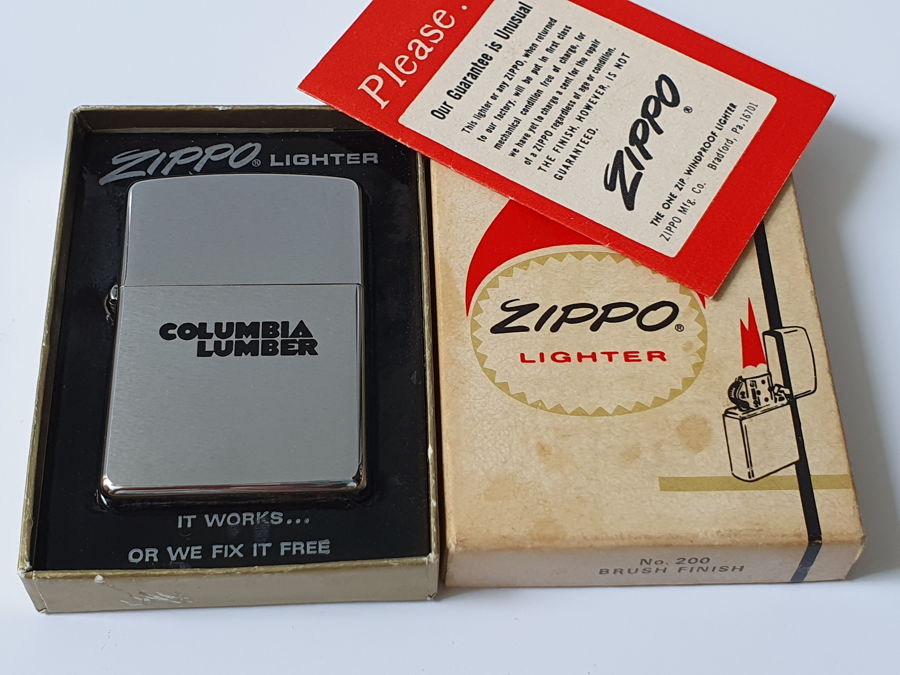 ZIPPO® LIGHTER
COLUMBIA
LUMBER
IT WORKS...
OR WE FIX IT FREE
Please.
Our Guarantee is Unusual
This lighter or any ZIPPO, when returned
to our factory, will be put in first class
mechanical condition free of charge, for
we have yet to charge a cent for the repair
of a ZIPPO regardless of age or condition.
THE FINISH, HOWEVER, IS NOT
GUARANTEED.
ZIPPO®
THE ONE ZIP WINDPROOF LIGHTER
ZIPPO Mfg. Co. Bradford, Pa. 16701
ZIPPO®
LIGHTER
No. 200
BRUSH FINISH